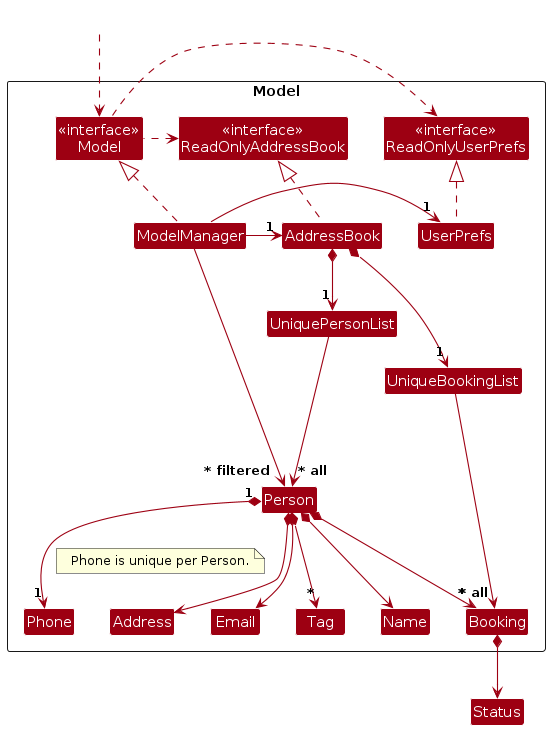 Model
«interface»
Model
«interface»
ReadOnlyAddressBook
«interface»
ReadOnlyUserPrefs
1
1
ModelManager
AddressBook
UserPrefs
1
UniquePersonList
1
UniqueBookingList
* filtered
* all
1
Person
Phone is unique per Person.
1
*
* all
Phone
Address
Email
Tag
Name
Booking
Status